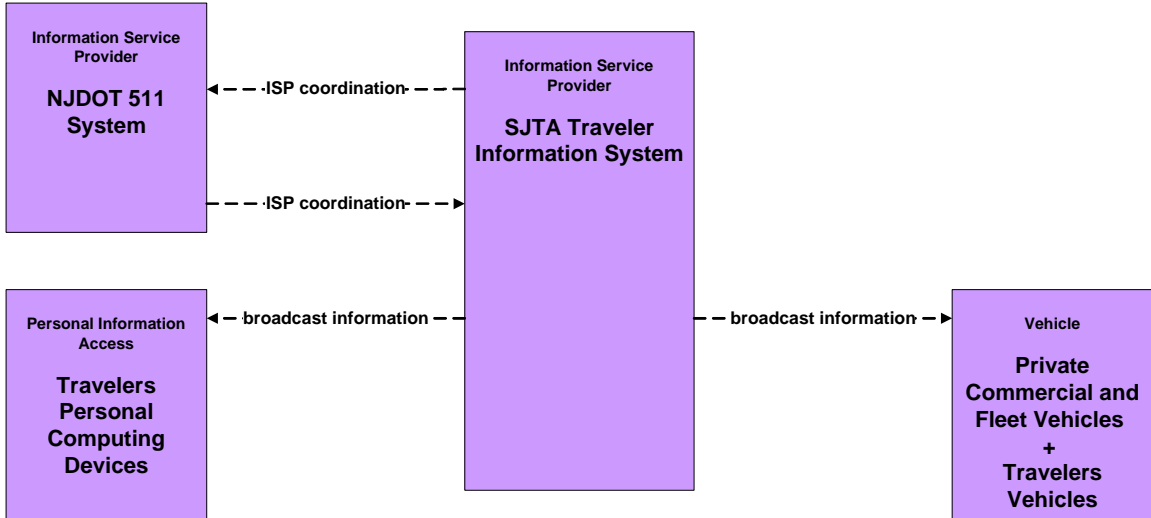 Information Service
Provider
NJDOT 511
System
ISP coordination
ISP coordination
Information Service
Provider
SJTA Traveler
Information System
Personal Information
Access
Travelers
Personal
Computing
Devices
broadcast information
broadcast information
Vehicle
Private
Commercial and
Fleet Vehicles
+
Travelers
Vehicles